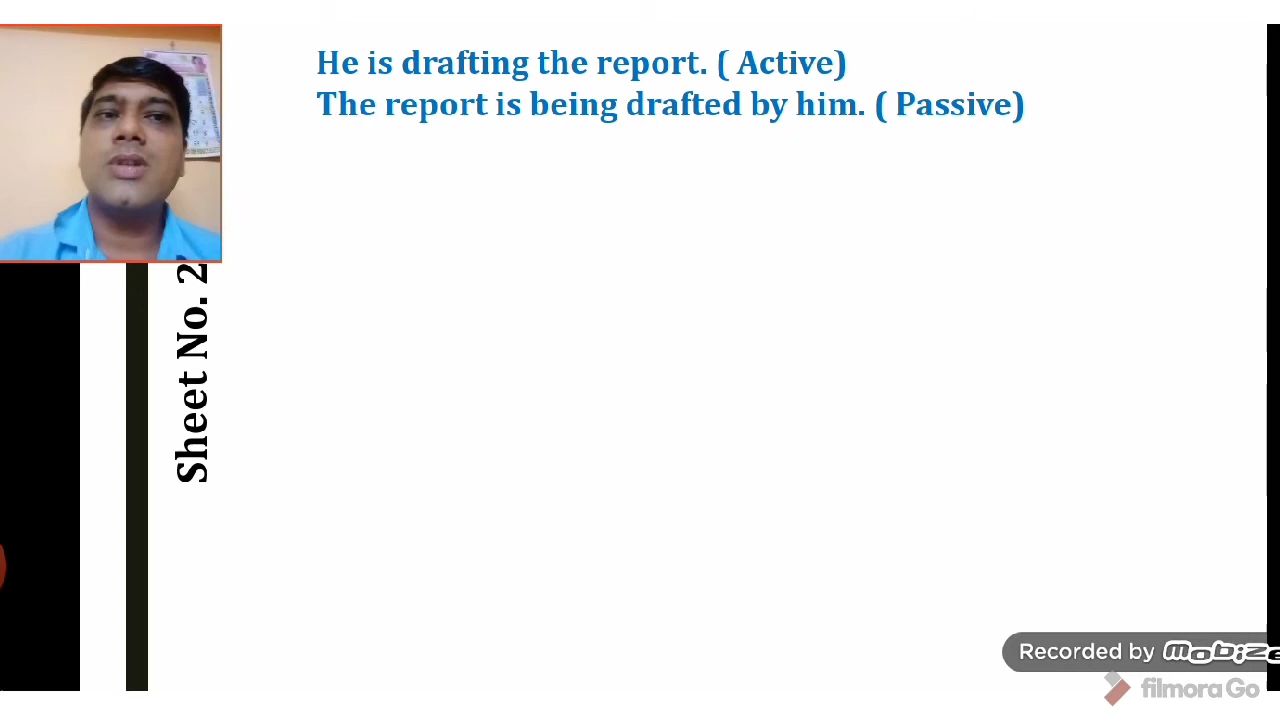 He is drafting the report. ( Active)
The report is being drafted by him. ( Passive)
Sheet No. 2
Recorded by
filmora Go